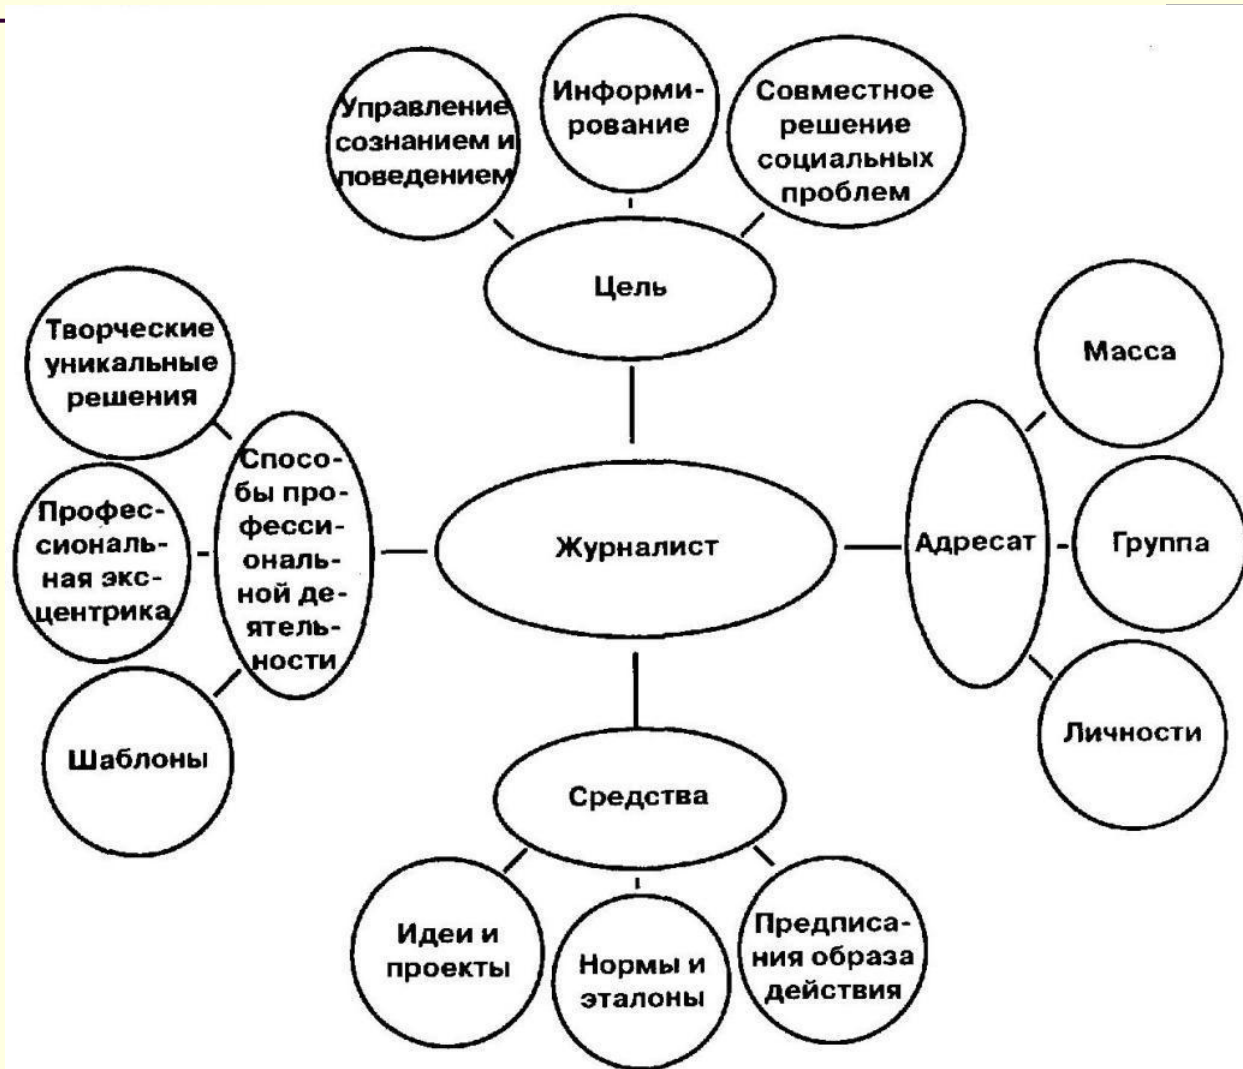 Управление
сознанием и
поведением
Информи-
рование
Совместное
решение
социальных
проблем
Цель
Творческие
уникальные
решения
Профес-
сиональ-
ная экс-
центрика
Шаблоны
Спосо-
бы про-
фесси-
ональ-
ной де-
ятель-
ности
Журналист
Адресат
Масса
Группа
Личности
Средства
Идеи и
проекты
Нормы и
эталоны
Предписа-
ния образа
действия